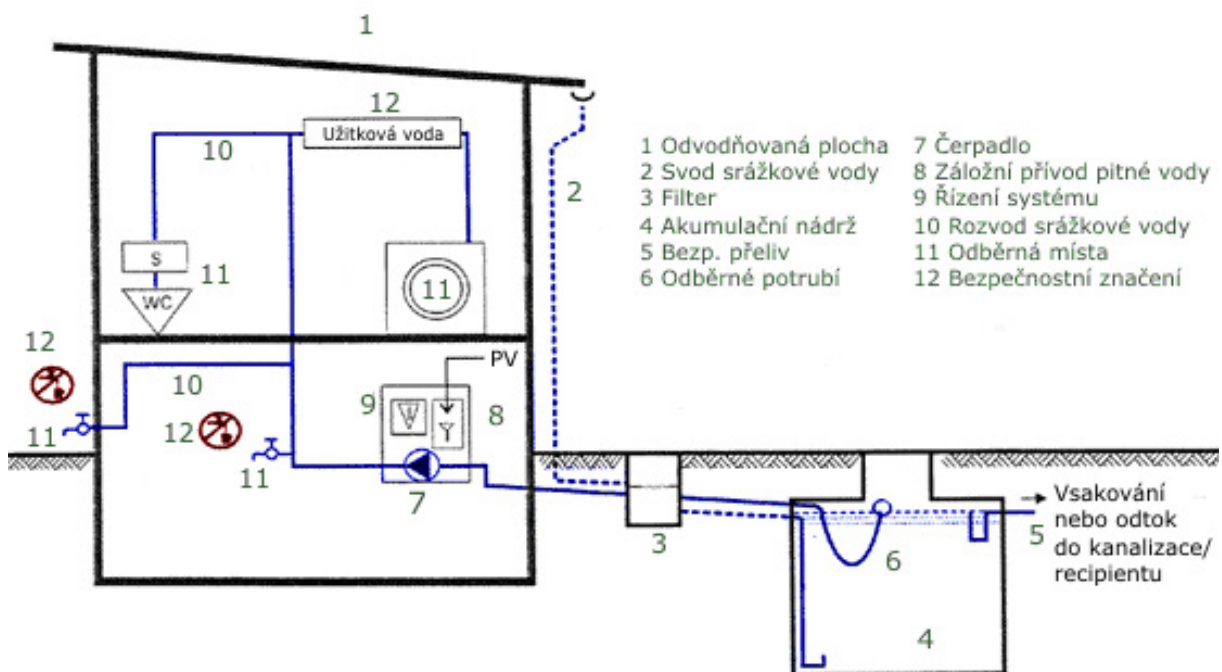 1
12
Užitková voda
10
2
1 Odvodňovaná plocha
2 Svod srážkové vody
3 Filter
4 Akumulační nádrž
5 Bezp. přeliv
6 Odběrné potrubí
7 Čerpadlo
8 Záložní přívod pitné vody
9 Řízení systému
10 Rozvod srážkové vody
11 Odběrná místa
12 Bezpečnostní značení
S
11
11
WC
12
PV
10
9
8
12
11
11
7
3
6
5
Vsakování
nebo odtok
do kanalizace/
recipientu
4